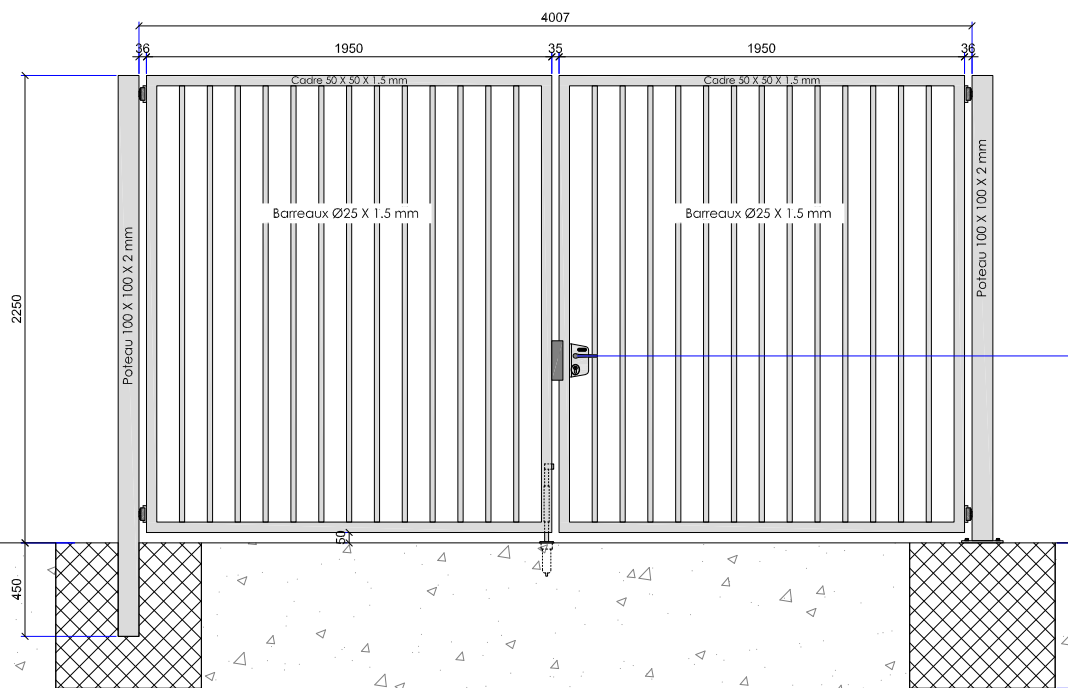 4007
36
1950
35
1950
36
Cadre 50 X 50 X 1.5 mm
Cadre 50 X 50 X 1.5 mm
Barreaux Ø25 X 1.5 mm
Barreaux Ø25 X 1.5 mm
Poteau 100 X 100 X 2 mm
Poteau 100 X 100 X 2 mm
2250
50
450